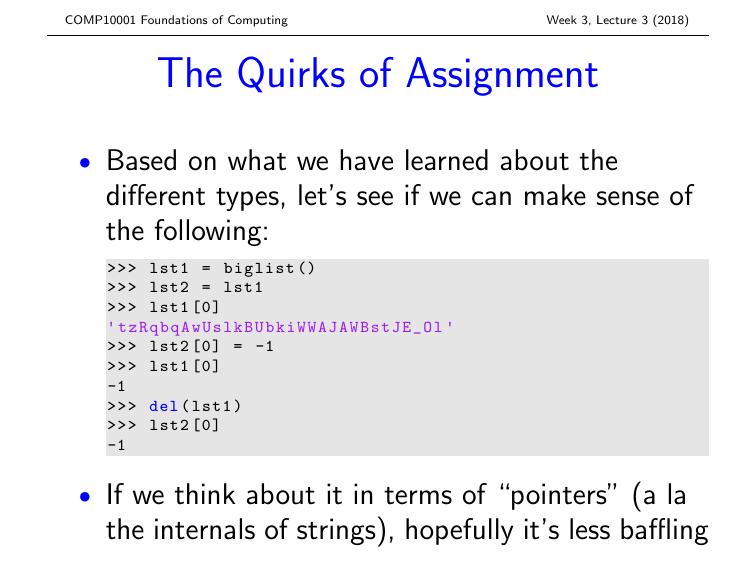 COMP10001 Foundations of Computing
Week 3, Lecture 3 (2018)
The Quirks of Assignment
• Based on what we have learned about the
different types, let's see if we can make sense of
the following:
>>> lst1 = biglist()
>>> lst2 = lst1
>>> lst1[0]
'tzRqbqAwUslkBUbkiWWAJAWBstJE_Ol'
>>> lst2[0] = -1
>>> lst1[0]
-1
>>> del(lst1)
>>> lst2[0]
-1
• If we think about it in terms of “pointers” (a la
the internals of strings), hopefully it's less baffling